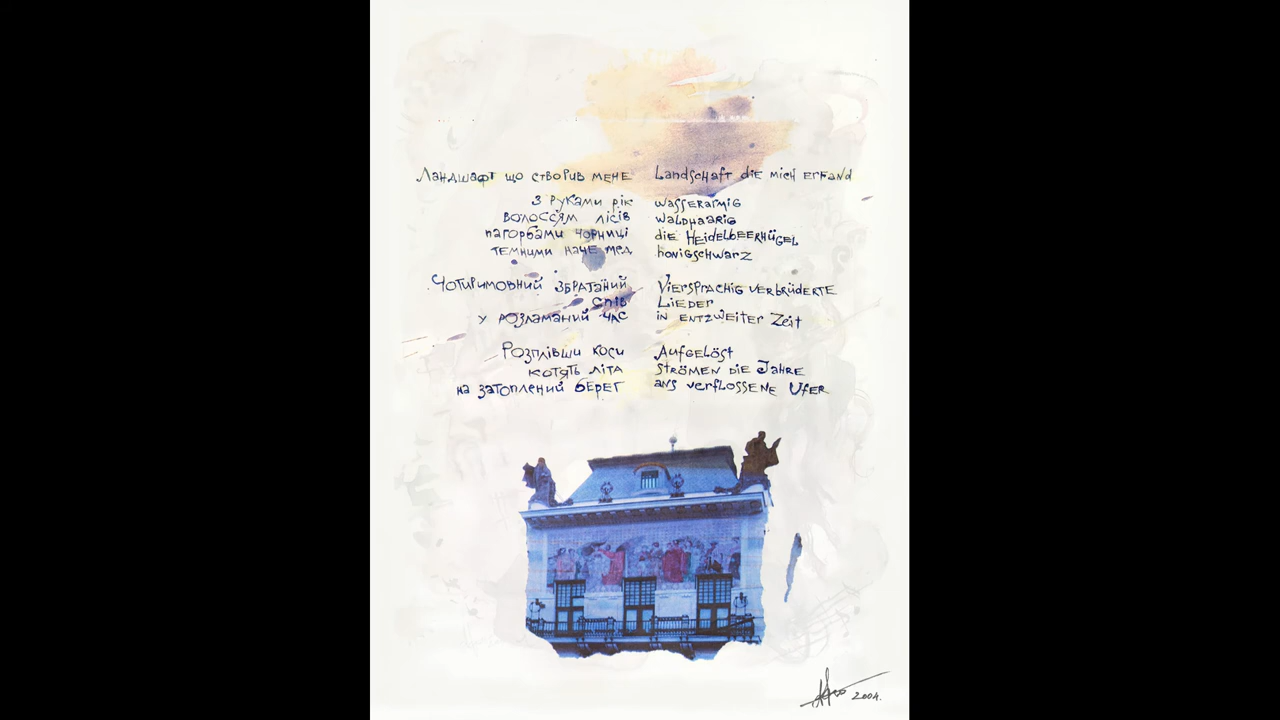 Ландшафт що створив мене
з руками рік
волоссям лісів
пагорбами чорниці
темними наче мед
Чотиримовний збратаний
спів
у розламаний час
Розплівши коси
котять літа
на затоплений берег
Landschaft die mich erfand
wasserarmig
waldhaarig
die Heidelbeerhügel
honigschwarz
Viersprachig verbrüderte
Lieder
in entzweiter Zeit
Aufgelöst
strömen die Jahre
ans verflossene Ufer
2004.